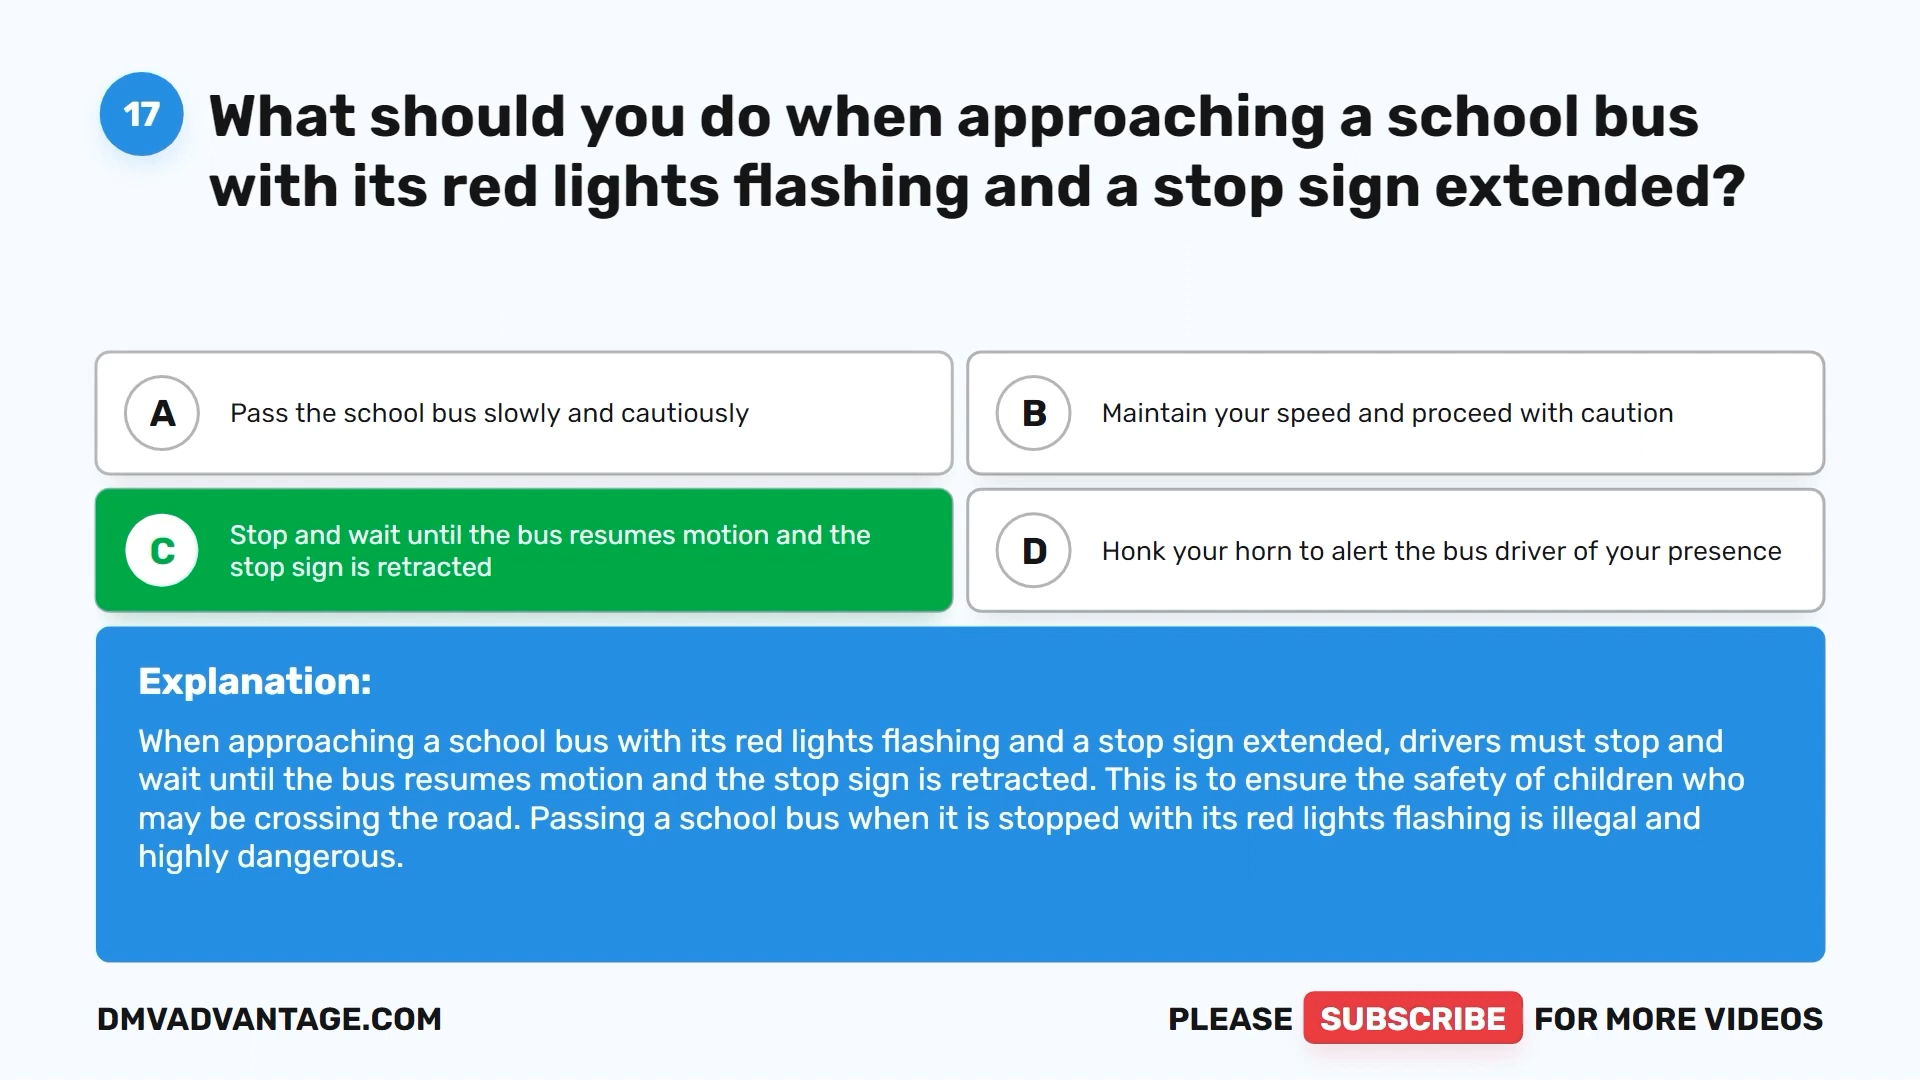 17
What should you do when approaching a school bus
with its red lights flashing and a stop sign extended?
A
Pass the school bus slowly and cautiously
B
Maintain your speed and proceed with caution
C
Stop and wait until the bus resumes motion and the
stop sign is retracted
D
Honk your horn to alert the bus driver of your presence
Explanation:
When approaching a school bus with its red lights flashing and a stop sign extended, drivers must stop and
wait until the bus resumes motion and the stop sign is retracted. This is to ensure the safety of children who
may be crossing the road. Passing a school bus when it is stopped with its red lights flashing is illegal and
highly dangerous.
DMVADVANTAGE.COM
PLEASE SUBSCRIBE FOR MORE VIDEOS